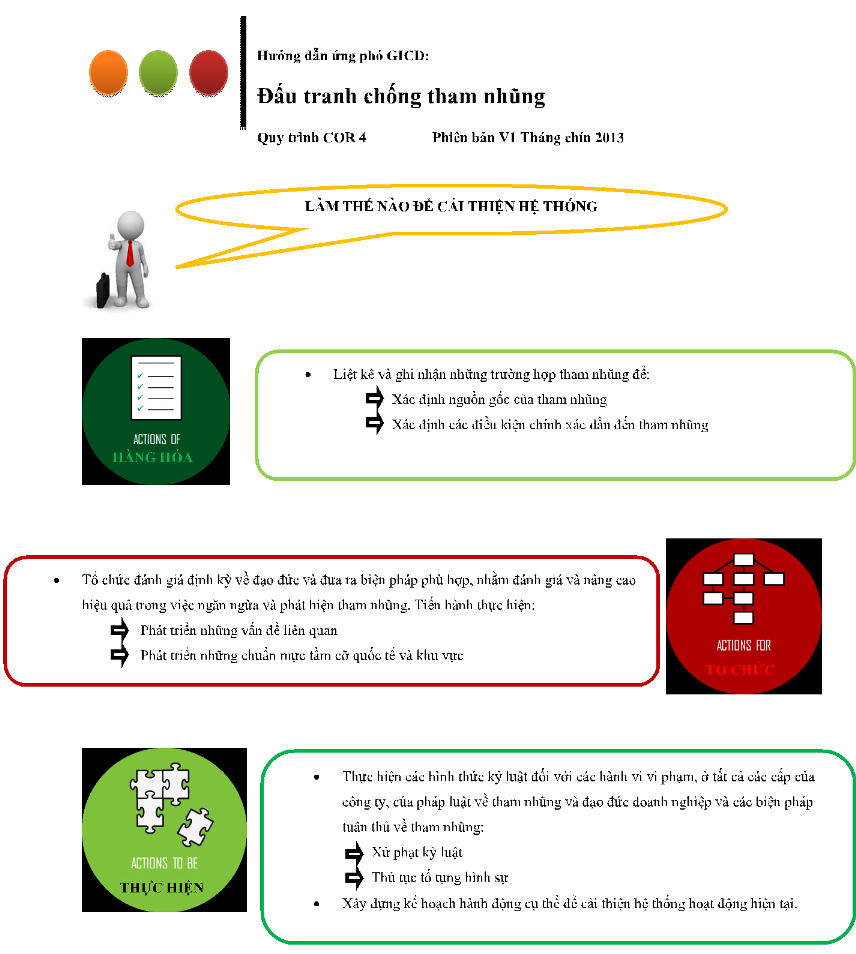 Hướng dẫn ứng phó GICD:
Đấu tranh chống tham nhũng
Quy trình COR 4 Phiên bản V1 Tháng chín 2013
LÀM THẾ NÀO ĐỂ CẢI THIỆN HỆ THỐNG
ACTIONS OF
HÀNG HÓA
• Liệt kê và ghi nhận những trường hợp tham nhũng để:
Xác định nguồn gốc của tham nhũng
Xác định các điều kiện chính xác dẫn đến tham nhũng
• Tổ chức đánh giá định kỳ về đạo đức và đưa ra biện pháp phù hợp, nhằm đánh giá và nâng cao
hiệu quả trong việc ngăn ngừa và phát hiện tham nhũng. Tiến hành thực hiện:
Phát triển những vấn đề liên quan
Phát triển những chuẩn mực tầm cỡ quốc tế và khu vực
ACTIONS FOR
TỔ CHỨC
ACTIONS TO BE
THỰC HIỆN
• Thực hiện các hình thức kỷ luật đối với các hành vi vi phạm, ở tất cả các cấp của
công ty, của pháp luật về tham nhũng và đạo đức doanh nghiệp và các biện pháp
tuân thủ về tham nhũng:
Xử phạt kỷ luật
Thủ tục tố tụng hình sự
• Xây dựng kế hoạch hành động cụ thể để cải thiện hệ thống hoạt động hiện tại.